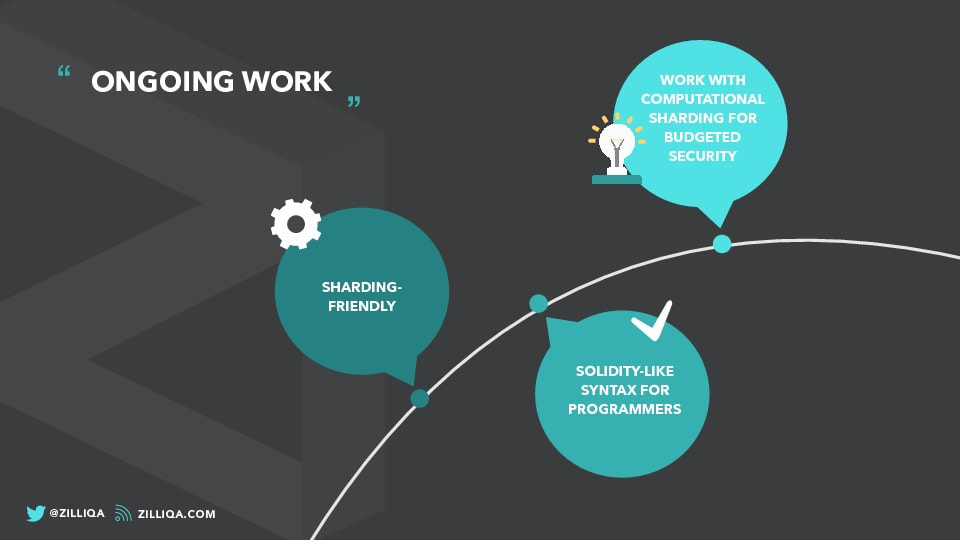 “ ONGOING WORK ”
WORK WITH
COMPUTATIONAL
SHARDING FOR
BUDGETED
SECURITY
SHARDING-
FRIENDLY
SOLIDITY-LIKE
SYNTAX FOR
PROGRAMMERS
@ZILLIQA ZILLIQA.COM